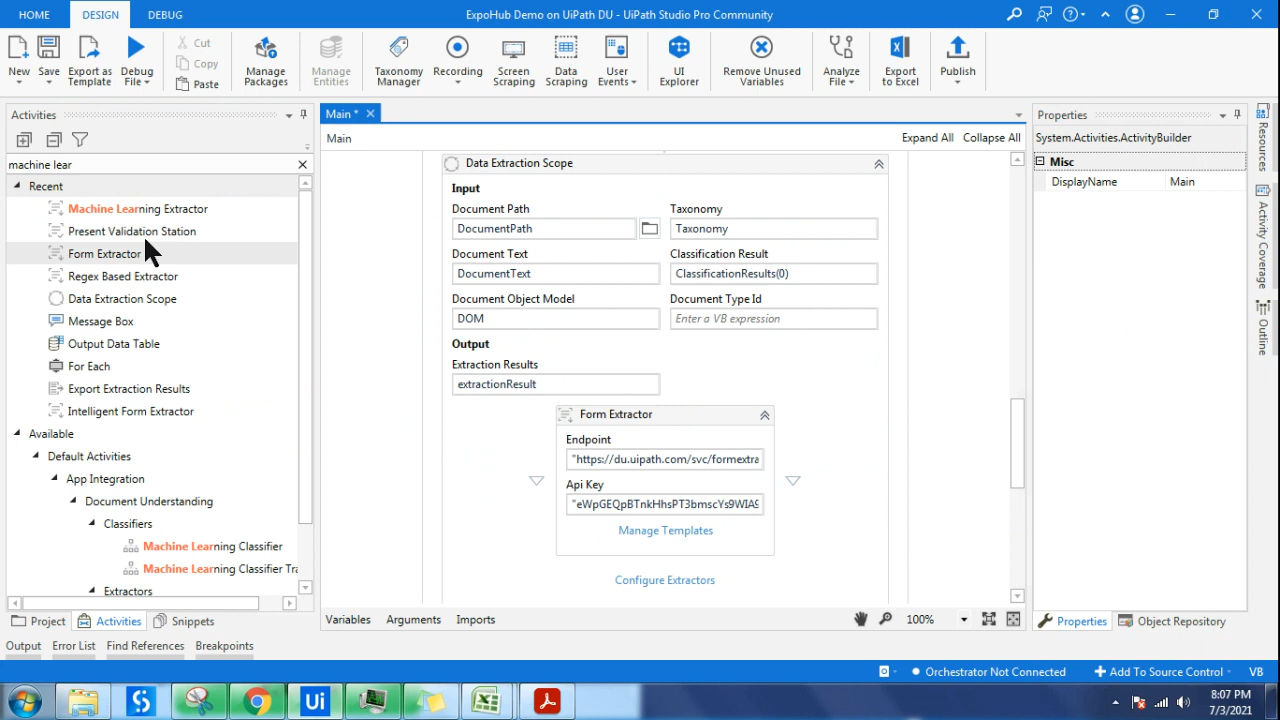 HOME DESIGN DEBUG ExpoHub Demo on UiPath DU - UiPath Studio Pro Community
New Save Export as Template Debug File Cut Copy Paste Manage Packages Manage Entities Taxonomy Manager Recording Screen Scraping Data Scraping User Events UI Explorer Remove Unused Variables Analyze File Export to Excel Publish
Activities
machine lear
Recent
Machine Learning Extractor
Present Validation Station
Form Extractor
Regex Based Extractor
Data Extraction Scope
Message Box
Output Data Table
For Each
Export Extraction Results
Intelligent Form Extractor
Available
Default Activities
App Integration
Document Understanding
Classifiers
Machine Learning Classifier
Machine Learning Classifier Tra
Extractors
Project Activities Snippets
Main *
Main Expand All Collapse All
Data Extraction Scope
Input
Document Path Taxonomy
DocumentPath Taxonomy
Document Text Classification Result
DocumentText ClassificationResults(0)
Document Object Model Document Type Id
DOM Enter a VB expression
Output
Extraction Results
extractionResult
Form Extractor
Endpoint
"https://du.uipath.com/svc/formextra
Api Key
"eWpGEQpBTnkHhsPT3bmscYs9WIAS
Manage Templates
Configure Extractors
Variables Arguments Imports 100%
Properties
System.Activities.ActivityBuilder
Misc
DisplayName Main
Properties Object Repository
Resources
Activity Coverage
Outline
Output Error List Find References Breakpoints
Orchestrator Not Connected Add To Source Control VB
Ui
8:07 PM
7/3/2021